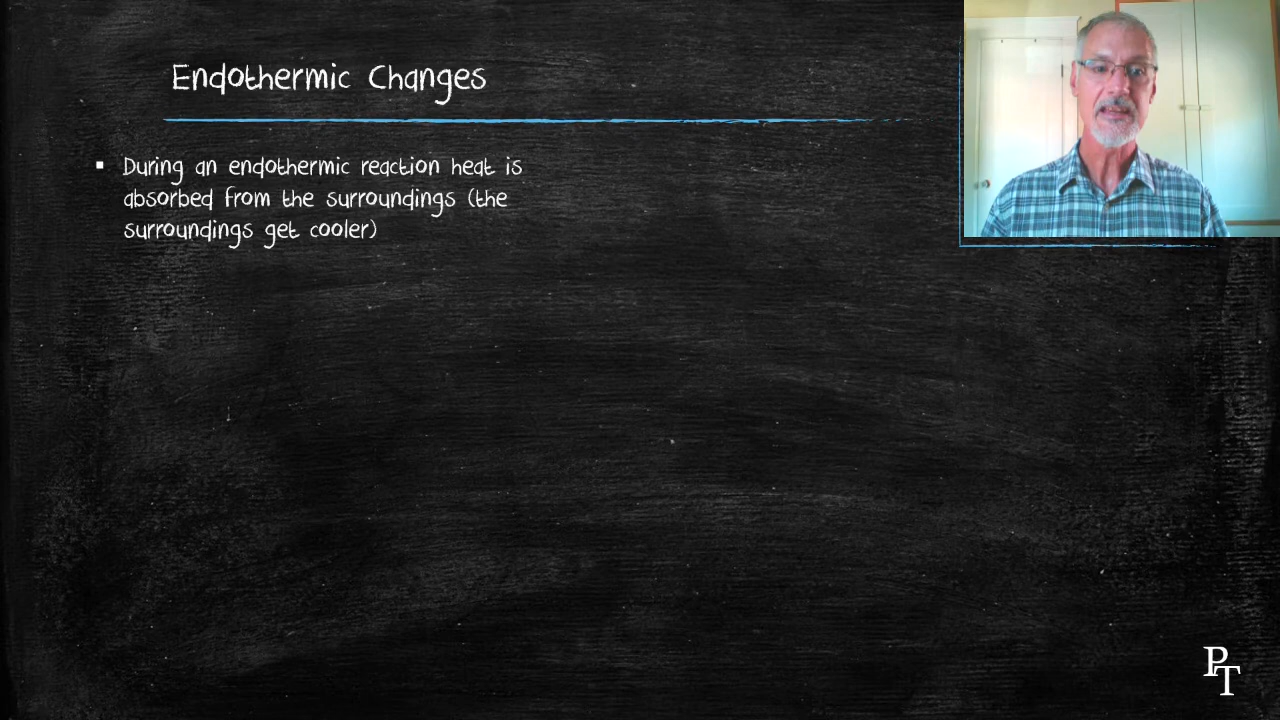 Endothermic Changes
▪ During an endothermic reaction heat is
absorbed from the surroundings (the
surroundings get cooler)
PT